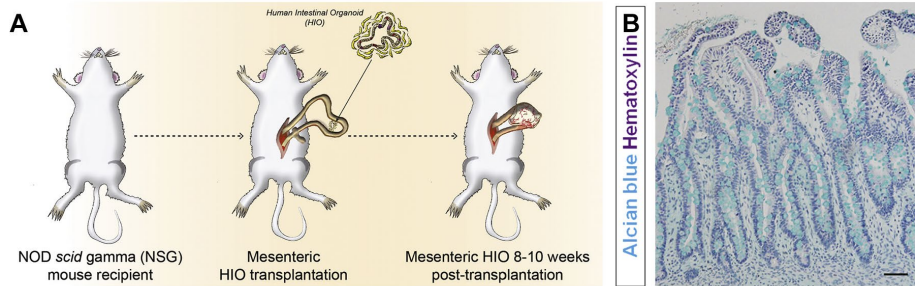 A
Human Intestinal Organoid
(HIO)
NOD scid gamma (NSG)
mouse recipient
Mesenteric
HIO transplantation
Mesenteric HIO 8-10 weeks
post-transplantation
B
Alcian blue Hematoxylin